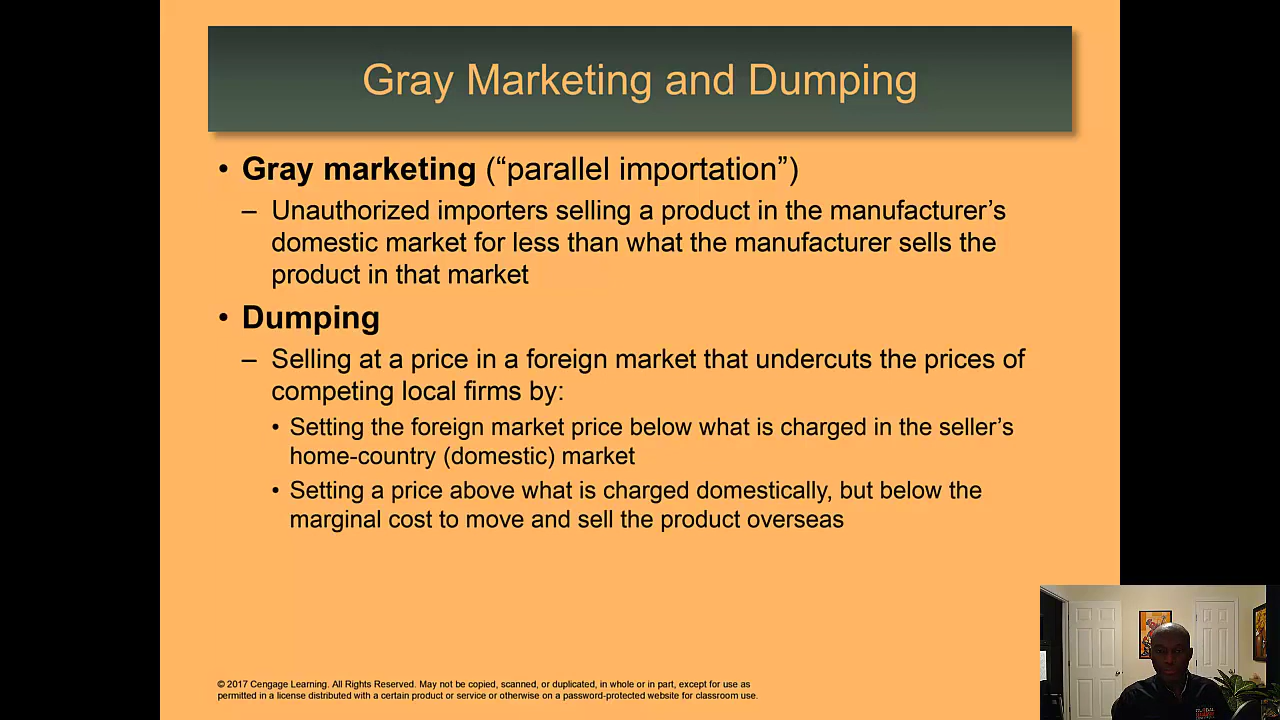 Gray Marketing and Dumping
• Gray marketing (“parallel importation”)
– Unauthorized importers selling a product in the manufacturer’s
domestic market for less than what the manufacturer sells the
product in that market
• Dumping
– Selling at a price in a foreign market that undercuts the prices of
competing local firms by:
• Setting the foreign market price below what is charged in the seller’s
home-country (domestic) market
• Setting a price above what is charged domestically, but below the
marginal cost to move and sell the product overseas
© 2017 Cengage Learning. All Rights Reserved. May not be copied, scanned, or duplicated, in whole or in part, except for use as
permitted in a license distributed with a certain product or service or otherwise on a password-protected website for classroom use.